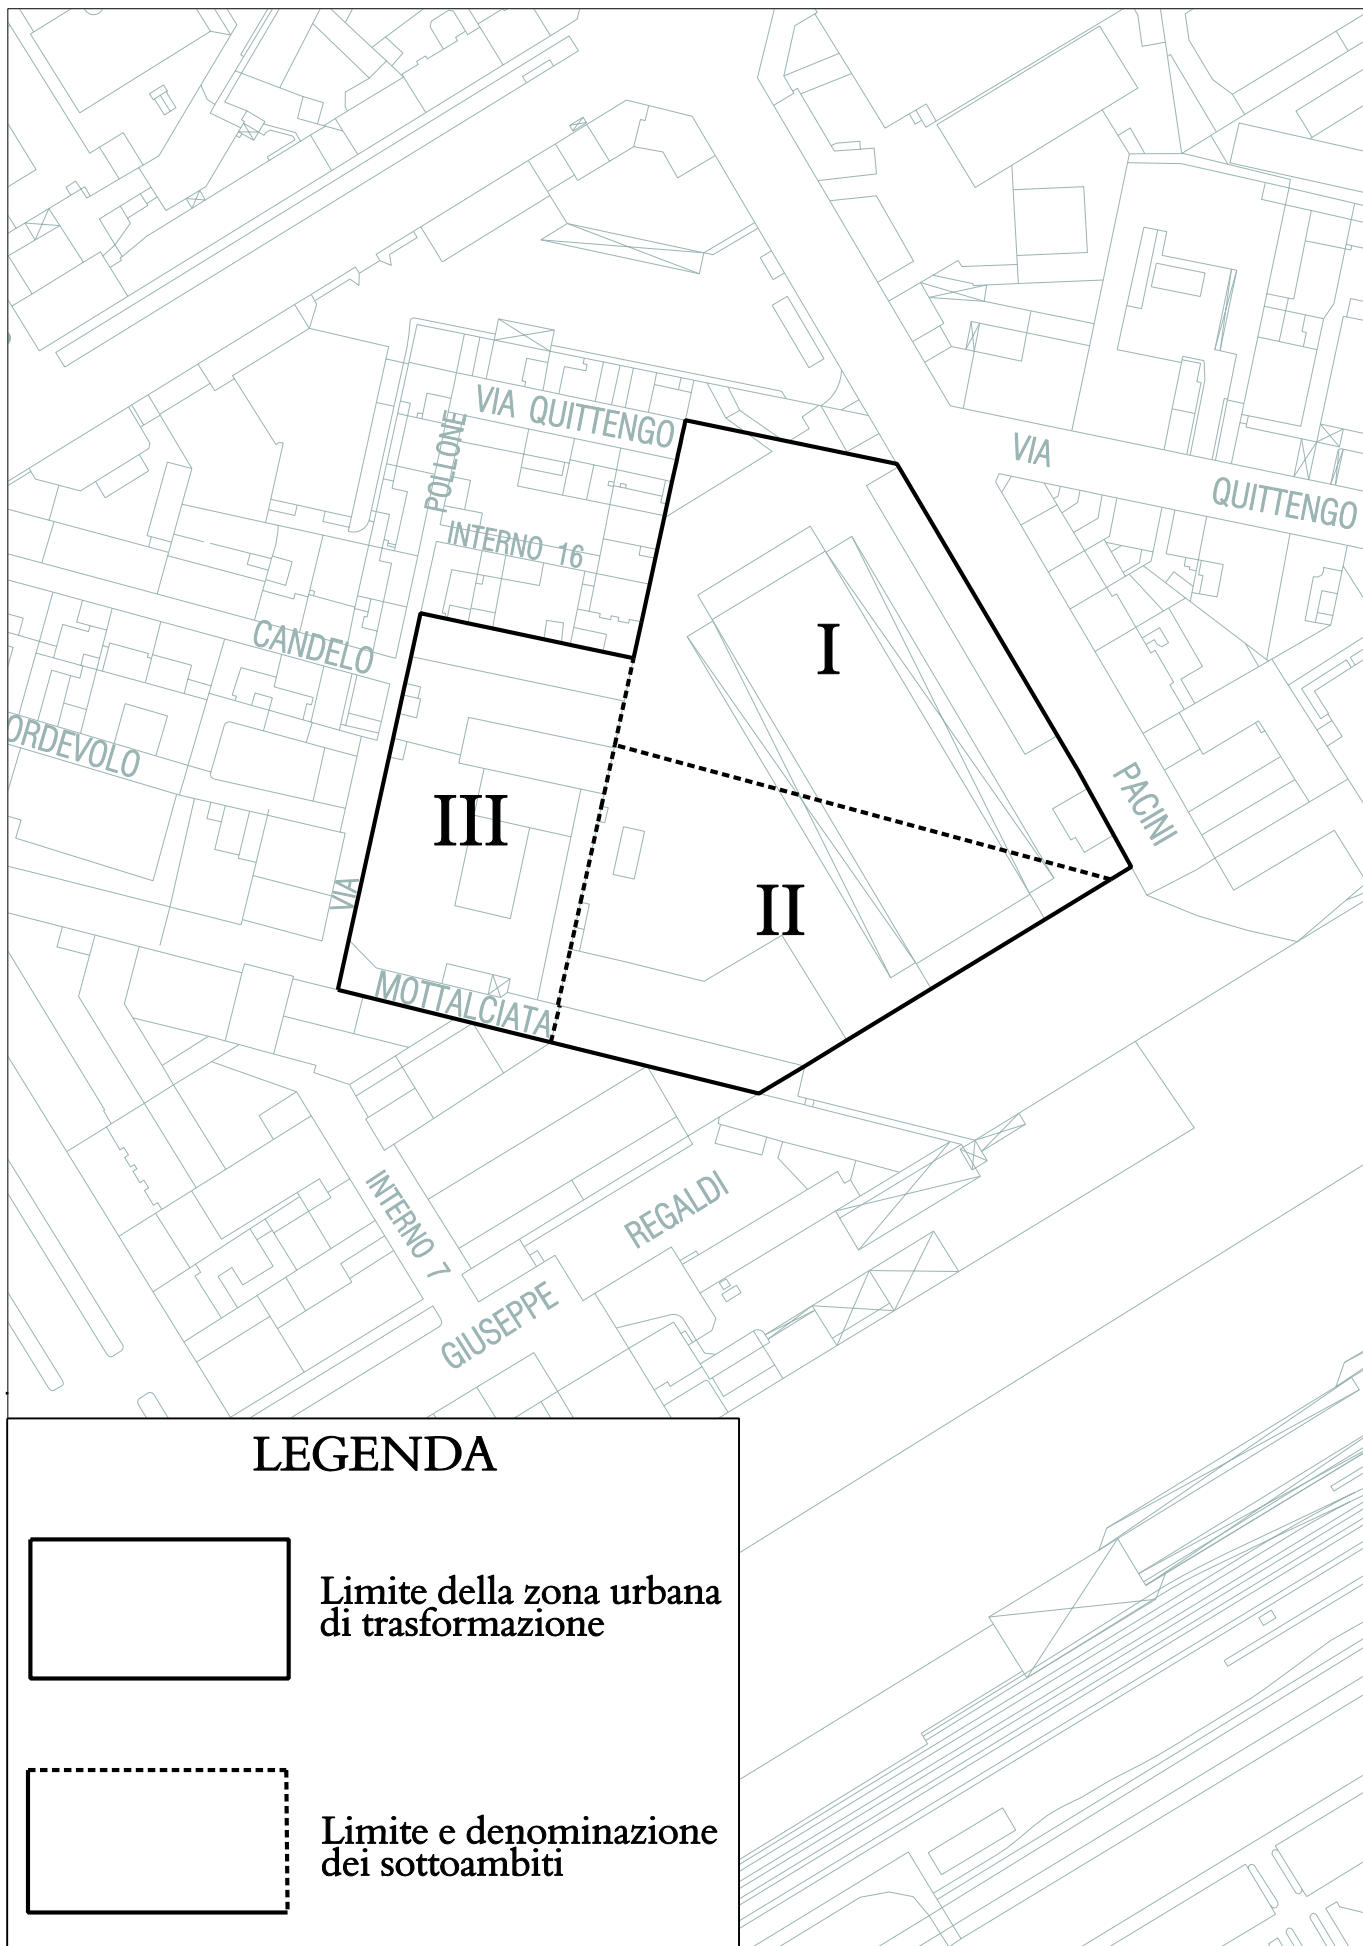 VIA QUITTENGO
POLLONE
VIA
QUITTENGO
INTERNO 16
CANDELO
I
ORDEVOLO
PACINI
III
VIA
II
MOTTALCIATA
INTERNO 7
REGALDI
GIUSEPPE
LEGENDA
Limite della zona urbana
di trasformazione
Limite e denominazione
dei sottoambiti